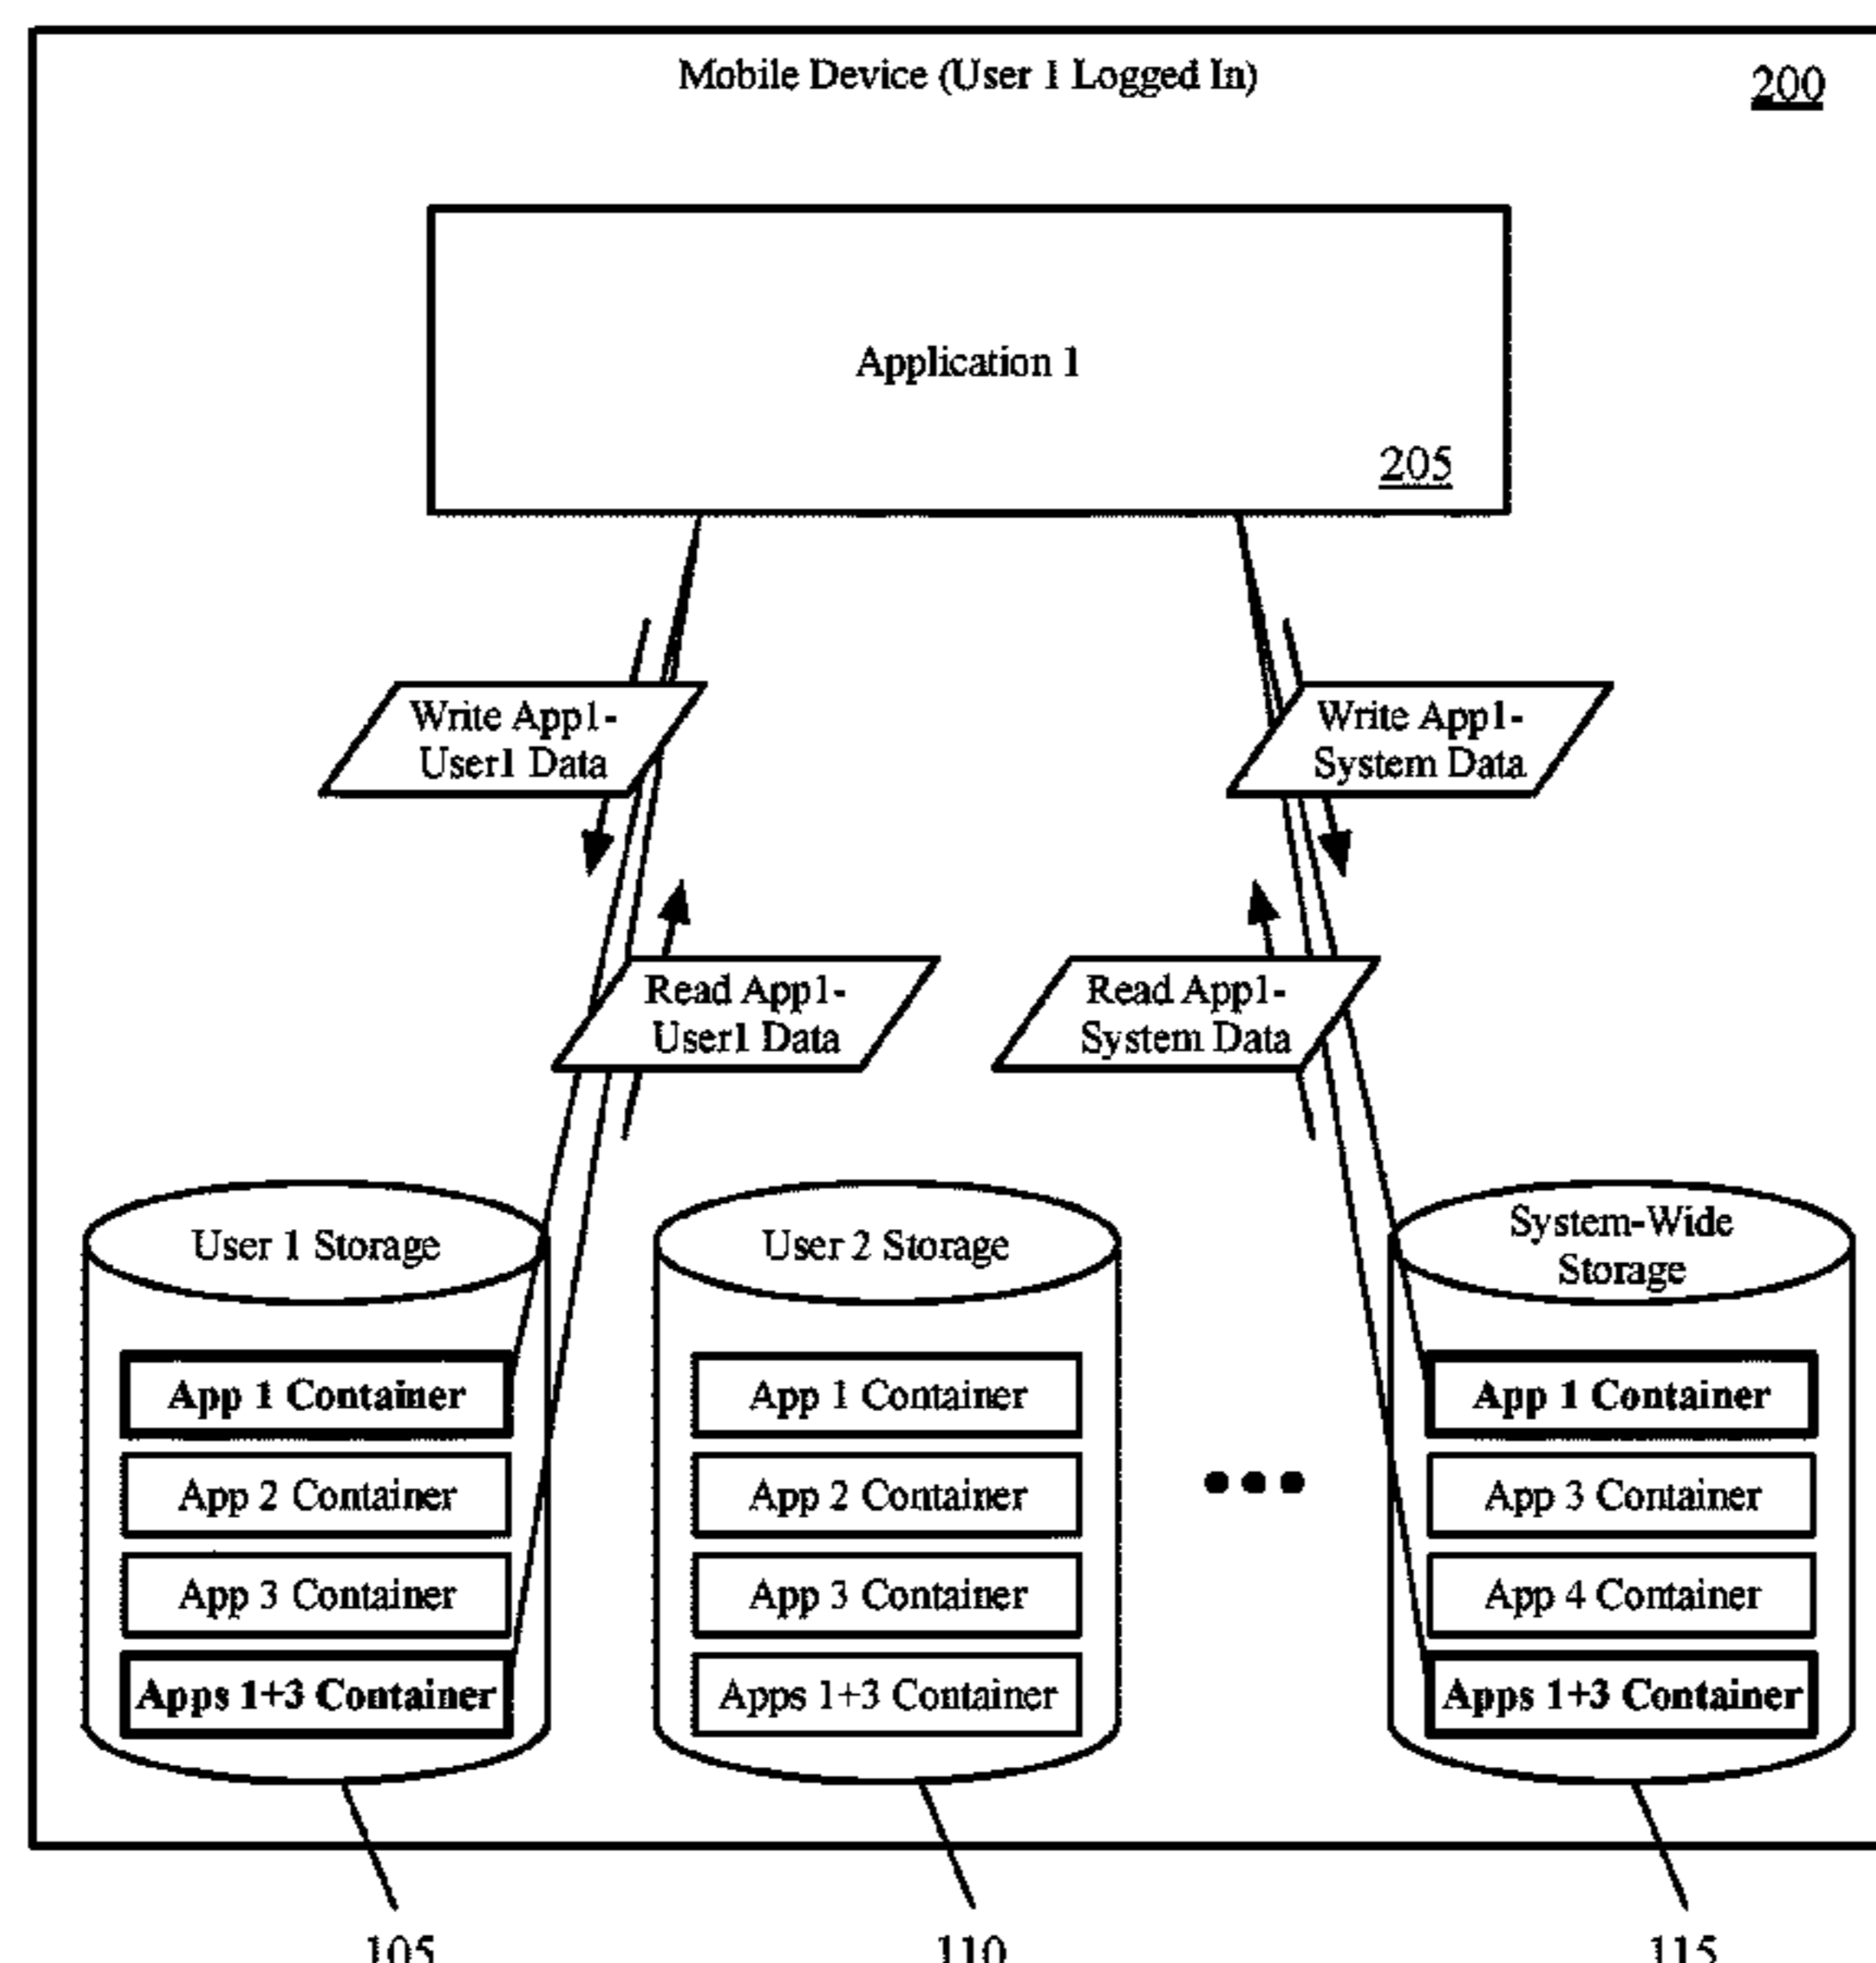 Mobile Device (User 1 Logged In)
200
Application 1
205
Write App1-
User1 Data
Write App1-
System Data
Read App1-
User1 Data
Read App1-
System Data
User 1 Storage
App 1 Container
App 2 Container
App 3 Container
Apps 1+3 Container
User 2 Storage
App 1 Container
App 2 Container
App 3 Container
Apps 1+3 Container
System-Wide
Storage
App 1 Container
App 3 Container
App 4 Container
Apps 1+3 Container
105
110
115